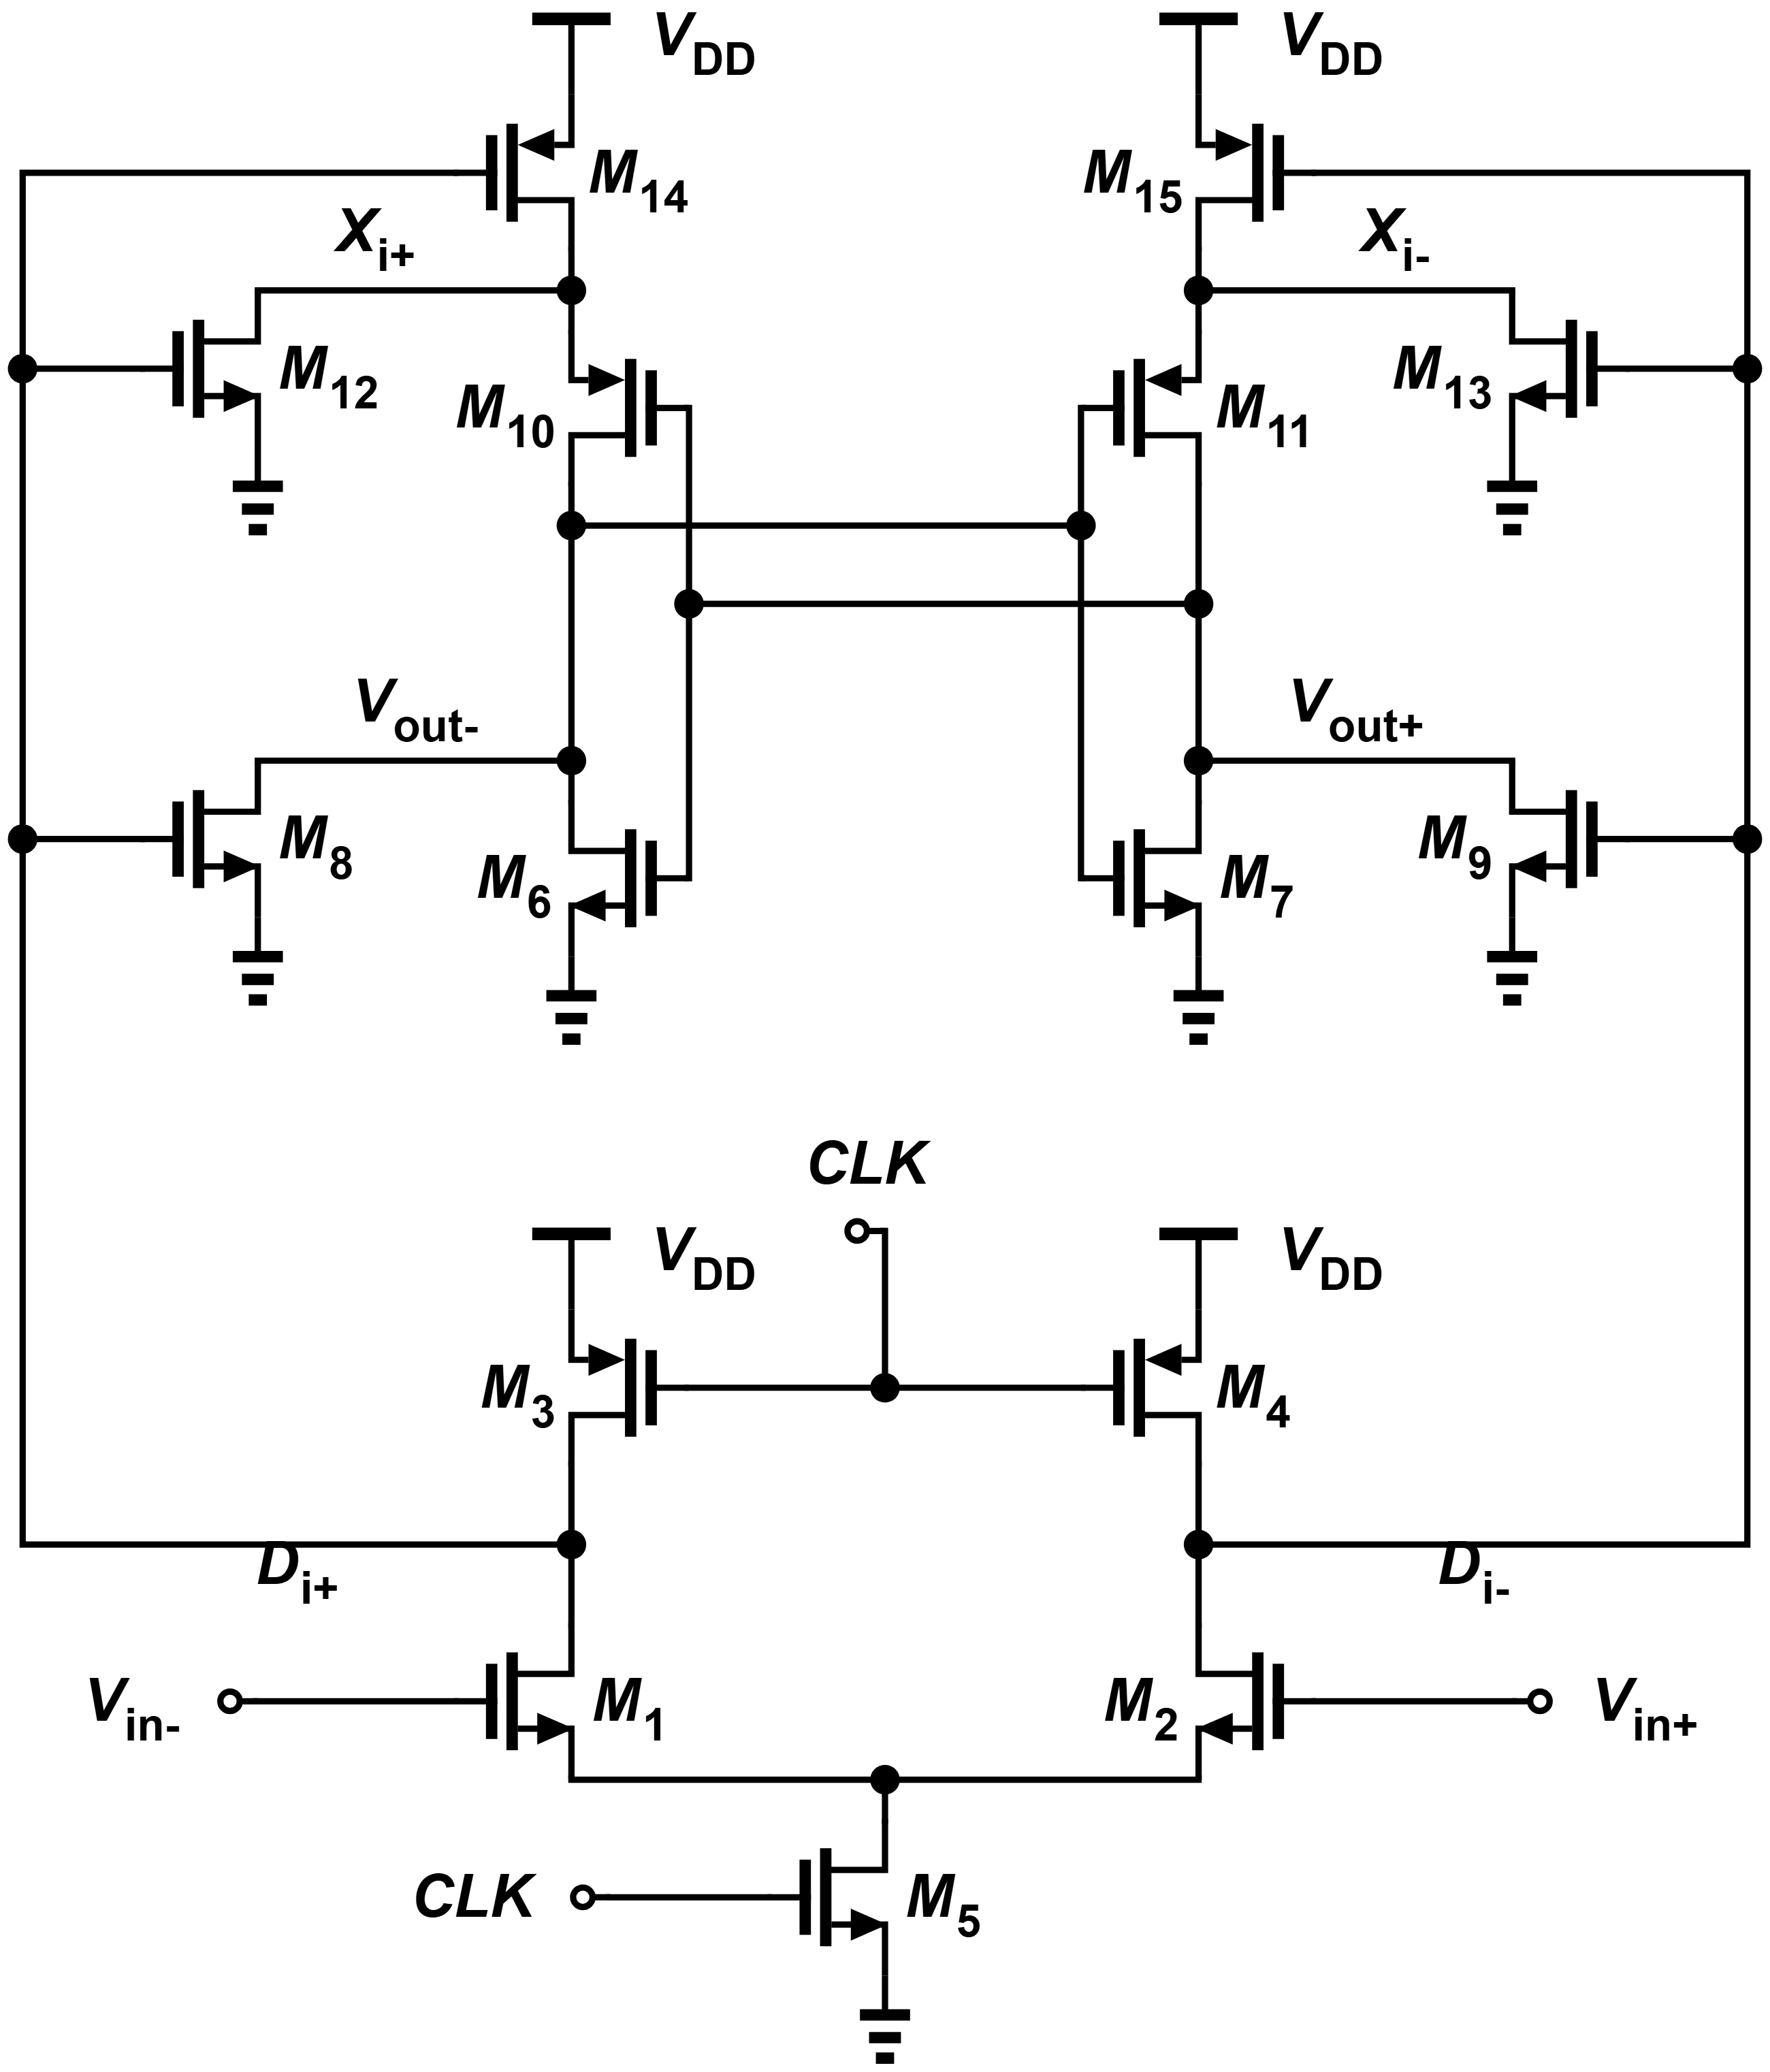 VDD VDD
M14 M15
Xi+ Xi-
M12 M10 M11 M13
Vout- Vout+
M8 M6 M7 M9
CLK
VDD VDD
M3 M4
Di+ Di-
Vin- M1 M2 Vin+
CLK M5